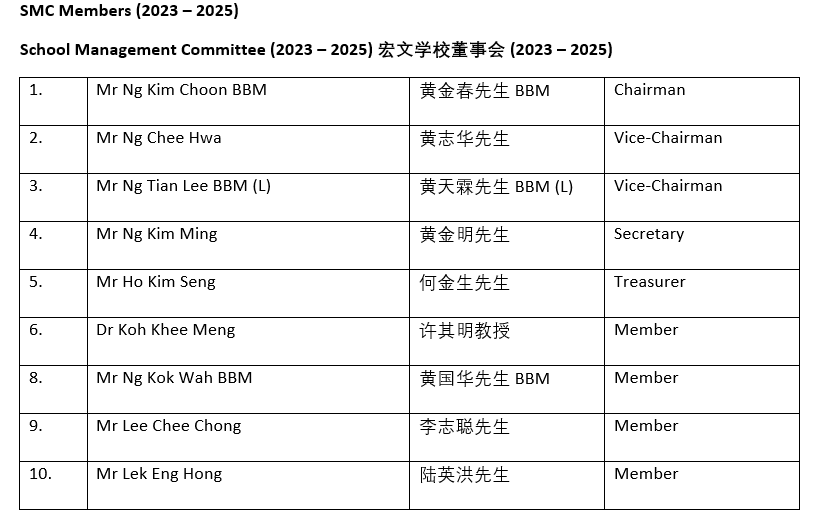 SMC Members (2023 – 2025)
School Management Committee (2023 – 2025) 宏文学校董事会 (2023 – 2025)
1. Mr Ng Kim Choon BBM 黄金春先生 BBM Chairman
2. Mr Ng Chee Hwa 黄志华先生 Vice-Chairman
3. Mr Ng Tian Lee BBM (L) 黄天霖先生 BBM (L) Vice-Chairman
4. Mr Ng Kim Ming 黄金明先生 Secretary
5. Mr Ho Kim Seng 何金生先生 Treasurer
6. Dr Koh Khee Meng 许其明教授 Member
8. Mr Ng Kok Wah BBM 黄国华先生 BBM Member
9. Mr Lee Chee Chong 李志聪先生 Member
10. Mr Lek Eng Hong 陆英洪先生 Member